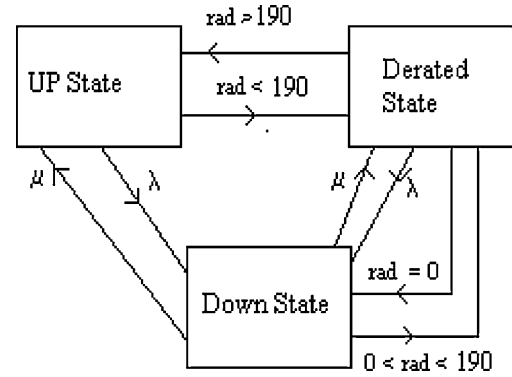 rad > 190
UP State
rad < 190
Derated
State
μ
λ
μ
λ
rad = 0
Down State
0 < rad < 190